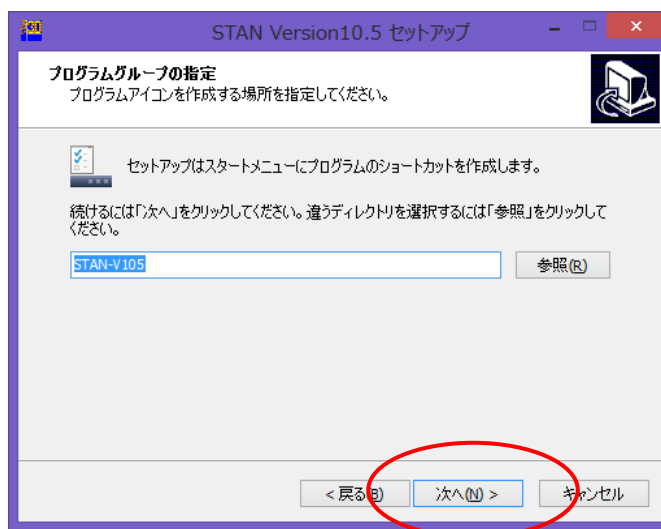 STAN Version10.5 セットアップ
プログラムグループの指定
プログラムアイコンを作成する場所を指定してください。
セットアップはスタートメニューにプログラムのショートカットを作成します。
続けるには「次へ」をクリックしてください。違うディレクトリを選択するには「参照」をクリックして
ください。
STAN-V105
参照(R)
< 戻る(B)
次へ(N) >
キャンセル